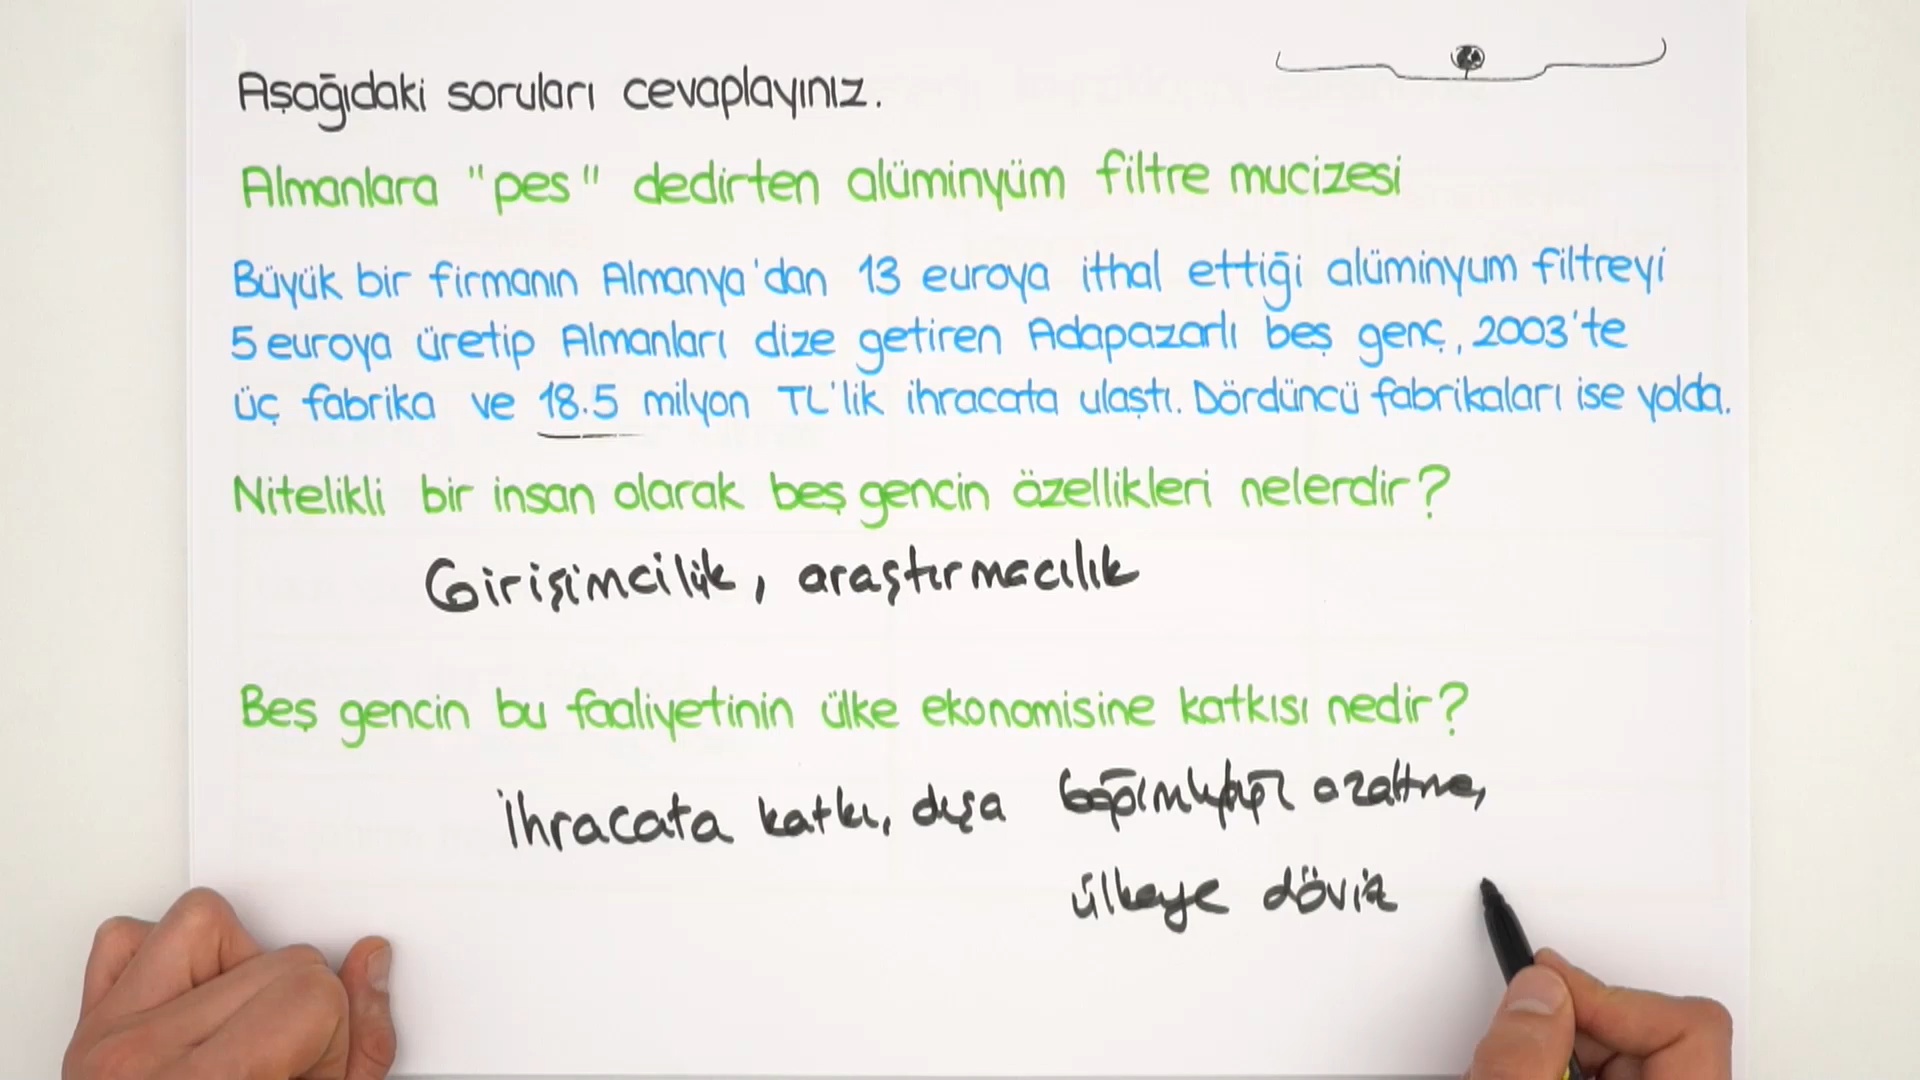 Aşağıdaki soruları cevaplayınız.
Almanlara "pes" dedirten alüminyüm filtre mucizesi
Büyük bir firmanın Almanya'dan 13 euroya ithal ettiği alüminyum filtreyi
5 euroya üretip Almanları dize getiren Adapazarlı beş genç, 2003'te
üç fabrika ve 18.5 milyon TL'lik ihracata ulaştı. Dördüncü fabrikaları ise yolda.
Nitelikli bir insan olarak beş gencin özellikleri nelerdir?
Girişimcilik, araştırmacılık
Beş gencin bu faaliyetinin ülke ekonomisine katkısı nedir?
İhracata katkı, dışa bağımlılığı azaltma,
ülkeye döviz